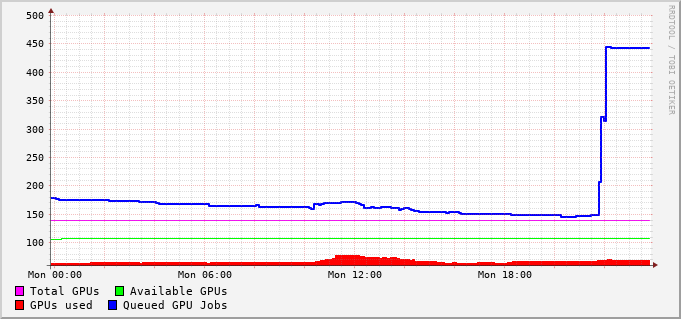 500
450
400
350
300
250
200
150
100
Mon 00:00 Mon 06:00 Mon 12:00 Mon 18:00
Total GPUs Available GPUs
GPUs used Queued GPU Jobs
RRDTOOL / TOBI OETIKER